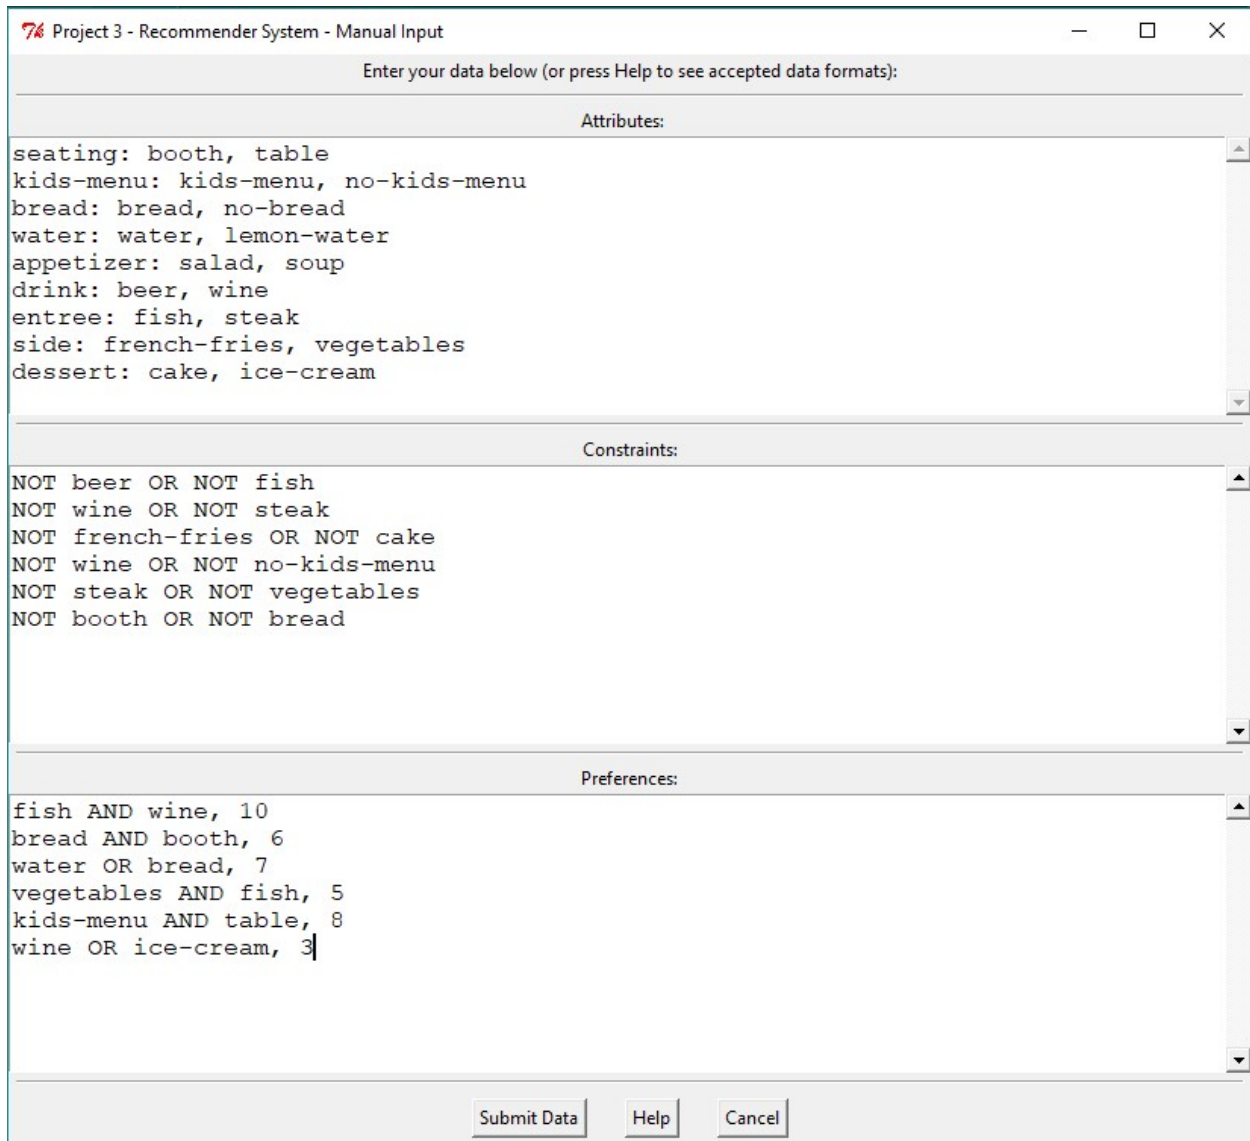 Project 3 - Recommender System - Manual Input
Enter your data below (or press Help to see accepted data formats):
Attributes:
seating: booth, table
kids-menu: kids-menu, no-kids-menu
bread: bread, no-bread
water: water, lemon-water
appetizer: salad, soup
drink: beer, wine
entree: fish, steak
side: french-fries, vegetables
dessert: cake, ice-cream
Constraints:
NOT beer OR NOT fish
NOT wine OR NOT steak
NOT french-fries OR NOT cake
NOT wine OR NOT no-kids-menu
NOT steak OR NOT vegetables
NOT booth OR NOT bread
Preferences:
fish AND wine, 10
bread AND booth, 6
water OR bread, 7
vegetables AND fish, 5
kids-menu AND table, 8
wine OR ice-cream, 3
Submit Data Help Cancel